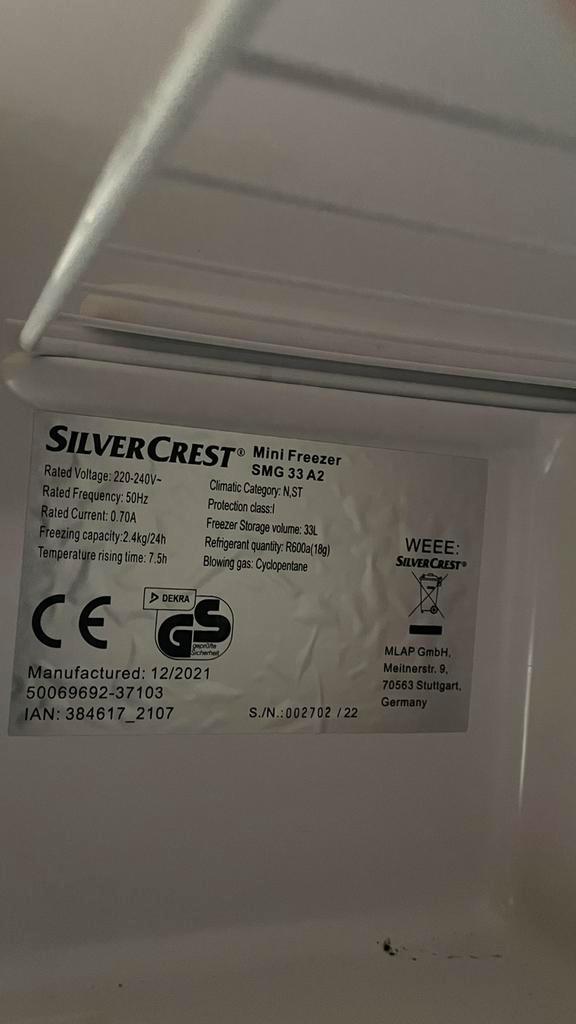 SILVERCREST® Mini Freezer
SMG 33 A2
Rated Voltage: 220-240V~
Rated Frequency: 50Hz
Rated Current: 0.70A
Freezing capacity:2.4kg/24h
Temperature rising time: 7.5h
Climatic Category: N,ST
Protection class:I
Freezer Storage volume: 33L
Refrigerant quantity: R600a(18g)
Blowing gas: Cyclopentane
CE
DEKRA
GS
geprüfte
Sicherheit
WEEE:
SILVERCREST®
MLAP GmbH,
Meitnerstr. 9,
70563 Stuttgart,
Germany
Manufactured: 12/2021
50069692-37103
IAN: 384617_2107
S./N.:002702 /22